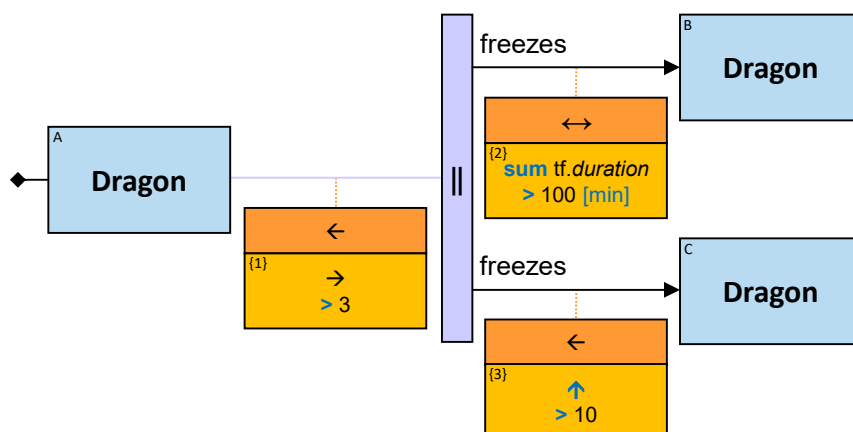 A
Dragon
←
{1}
→
> 3
||
freezes
B
Dragon
↔
{2}
sum tf.duration
> 100 [min]
freezes
C
Dragon
←
{3}
↑
> 10